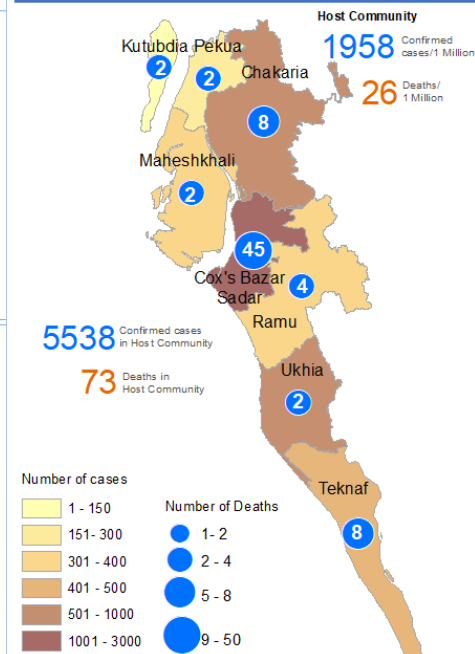 Host Community
1958 Confirmed
cases/1 Million
26 Deaths/
1 Million
Kutubdia Pekua
2
2
Chakaria
8
Maheshkhali
2
45
Cox's Bazar
Sadar
4
Ramu
5538 Confirmed cases
in Host Community
73 Deaths in
Host Community
Ukhia
2
Teknaf
8
Number of cases
1 - 150
151- 300
301 - 400
401 - 500
501 - 1000
1001 - 3000
Number of Deaths
1- 2
2 - 4
5 - 8
9 - 50